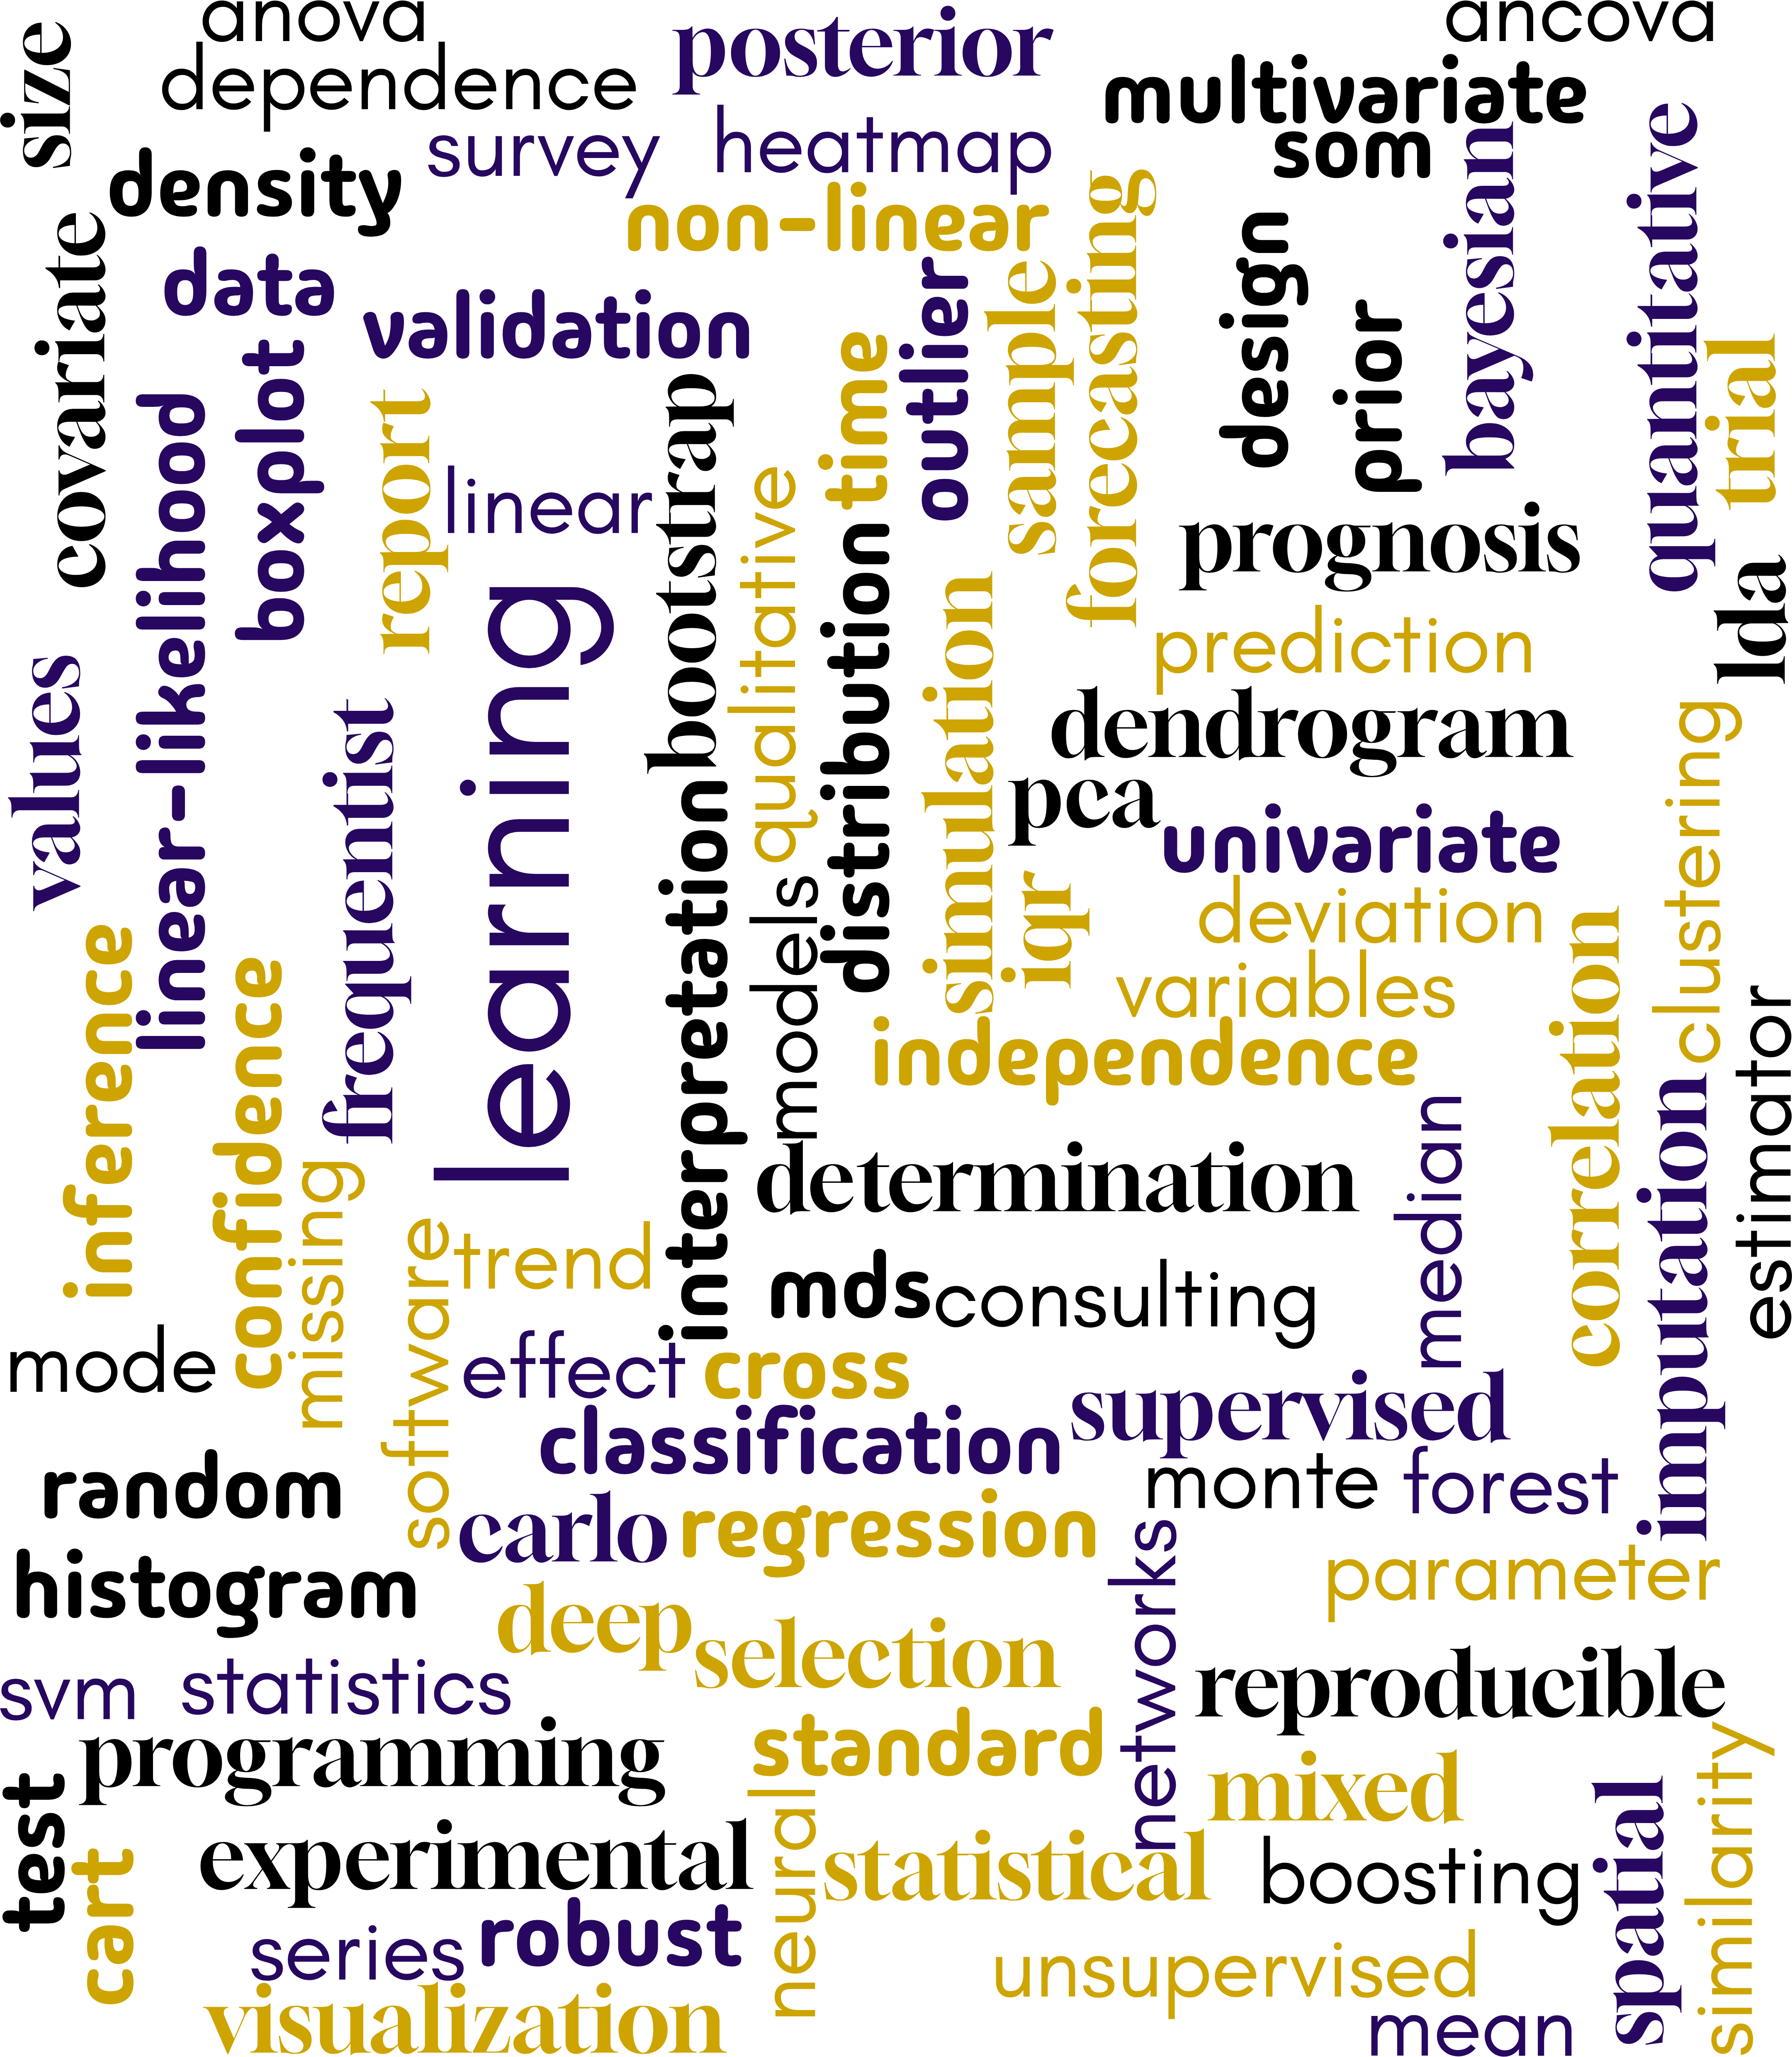 anova
ancova
size
posterior
dependence
multivariate
survey
heatmap
som
density
quantitative
bayesian
non-linear
forecasting
covariate
design
data
validation
outlier
sample
prior
time
trial
boxplot
report
linear-likelihood
linear
bootstrap
qualitative
prognosis
distribution
lda
learning
simulation
prediction
values
dendrogram
frequentist
clustering
pca
interpretation
univariate
iqr
models
deviation
inference
confidence
variables
correlation
independence
estimator
imputation
median
determination
missing
software
trend
mds
consulting
mode
effect
cross
supervised
classification
random
monte
forest
carlo
regression
networks
histogram
parameter
deep
selection
svm
statistics
reproducible
programming
standard
similarity
test
mixed
spatial
neural
experimental
statistical
boosting
cart
series
robust
unsupervised
visualization
mean